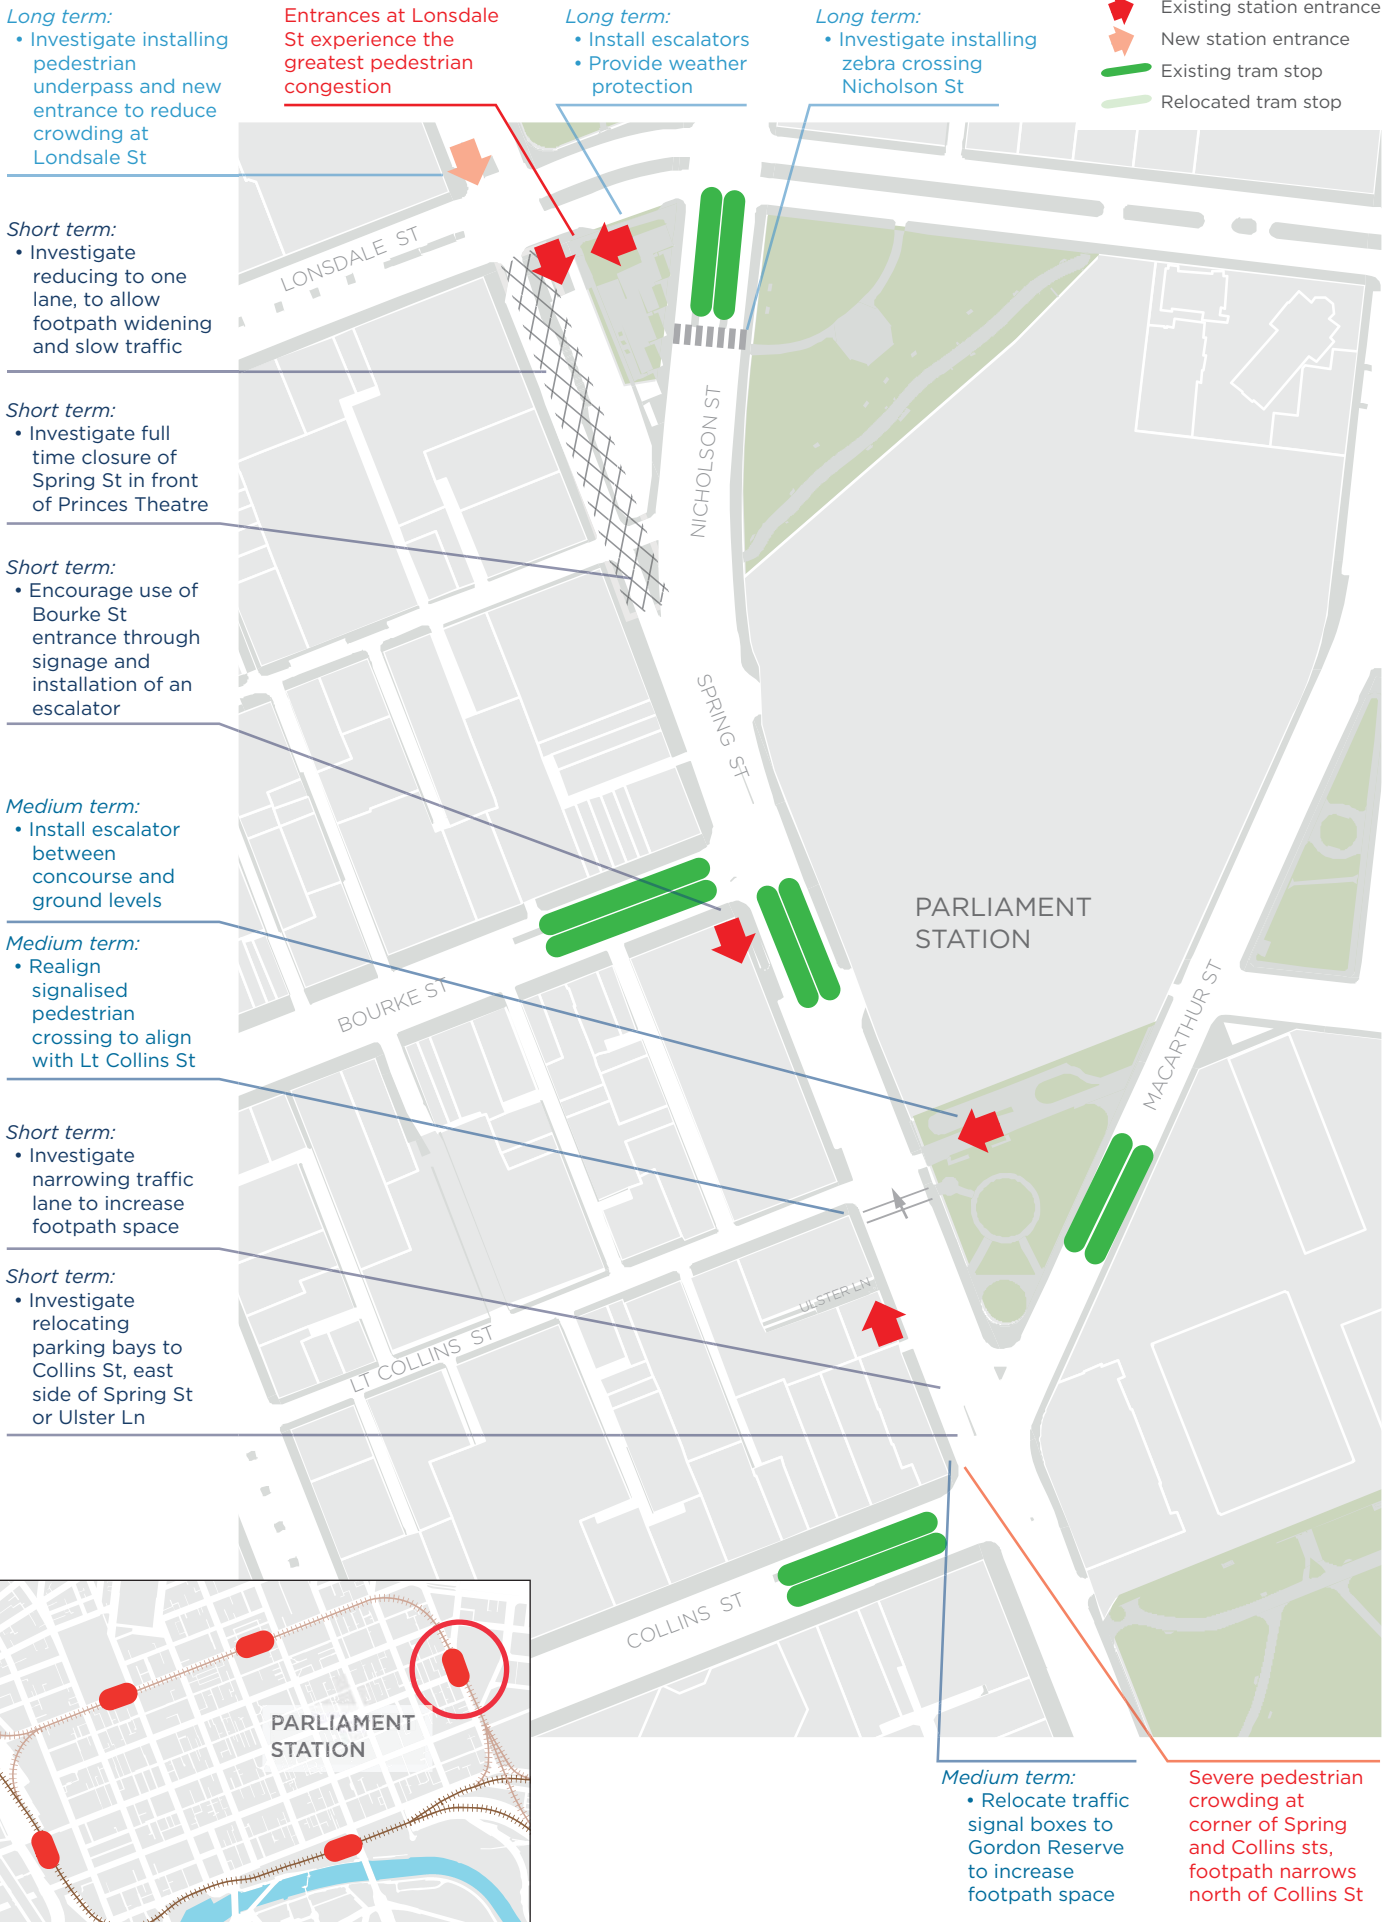 Long term:
• Investigate installing
pedestrian
underpass and new
entrance to reduce
crowding at
Londsale St
Entrances at Lonsdale
St experience the
greatest pedestrian
congestion
Long term:
• Install escalators
• Provide weather
protection
Long term:
• Investigate installing
zebra crossing
Nicholson St
Existing station entrance
New station entrance
Existing tram stop
Relocated tram stop
Short term:
• Investigate
reducing to one
lane, to allow
footpath widening
and slow traffic
Short term:
• Investigate full
time closure of
Spring St in front
of Princes Theatre
Short term:
• Encourage use of
Bourke St
entrance through
signage and
installation of an
escalator
Medium term:
• Install escalator
between
concourse and
ground levels
Medium term:
• Realign
signalised
pedestrian
crossing to align
with Lt Collins St
Short term:
• Investigate
narrowing traffic
lane to increase
footpath space
Short term:
• Investigate
relocating
parking bays to
Collins St, east
side of Spring St
or Ulster Ln
LONSDALE ST
NICHOLSON ST
SPRING ST
PARLIAMENT
STATION
BOURKE ST
MACARTHUR ST
ULSTER LN
LT COLLINS ST
COLLINS ST
PARLIAMENT
STATION
Medium term:
• Relocate traffic
signal boxes to
Gordon Reserve
to increase
footpath space
Severe pedestrian
crowding at
corner of Spring
and Collins sts,
footpath narrows
north of Collins St